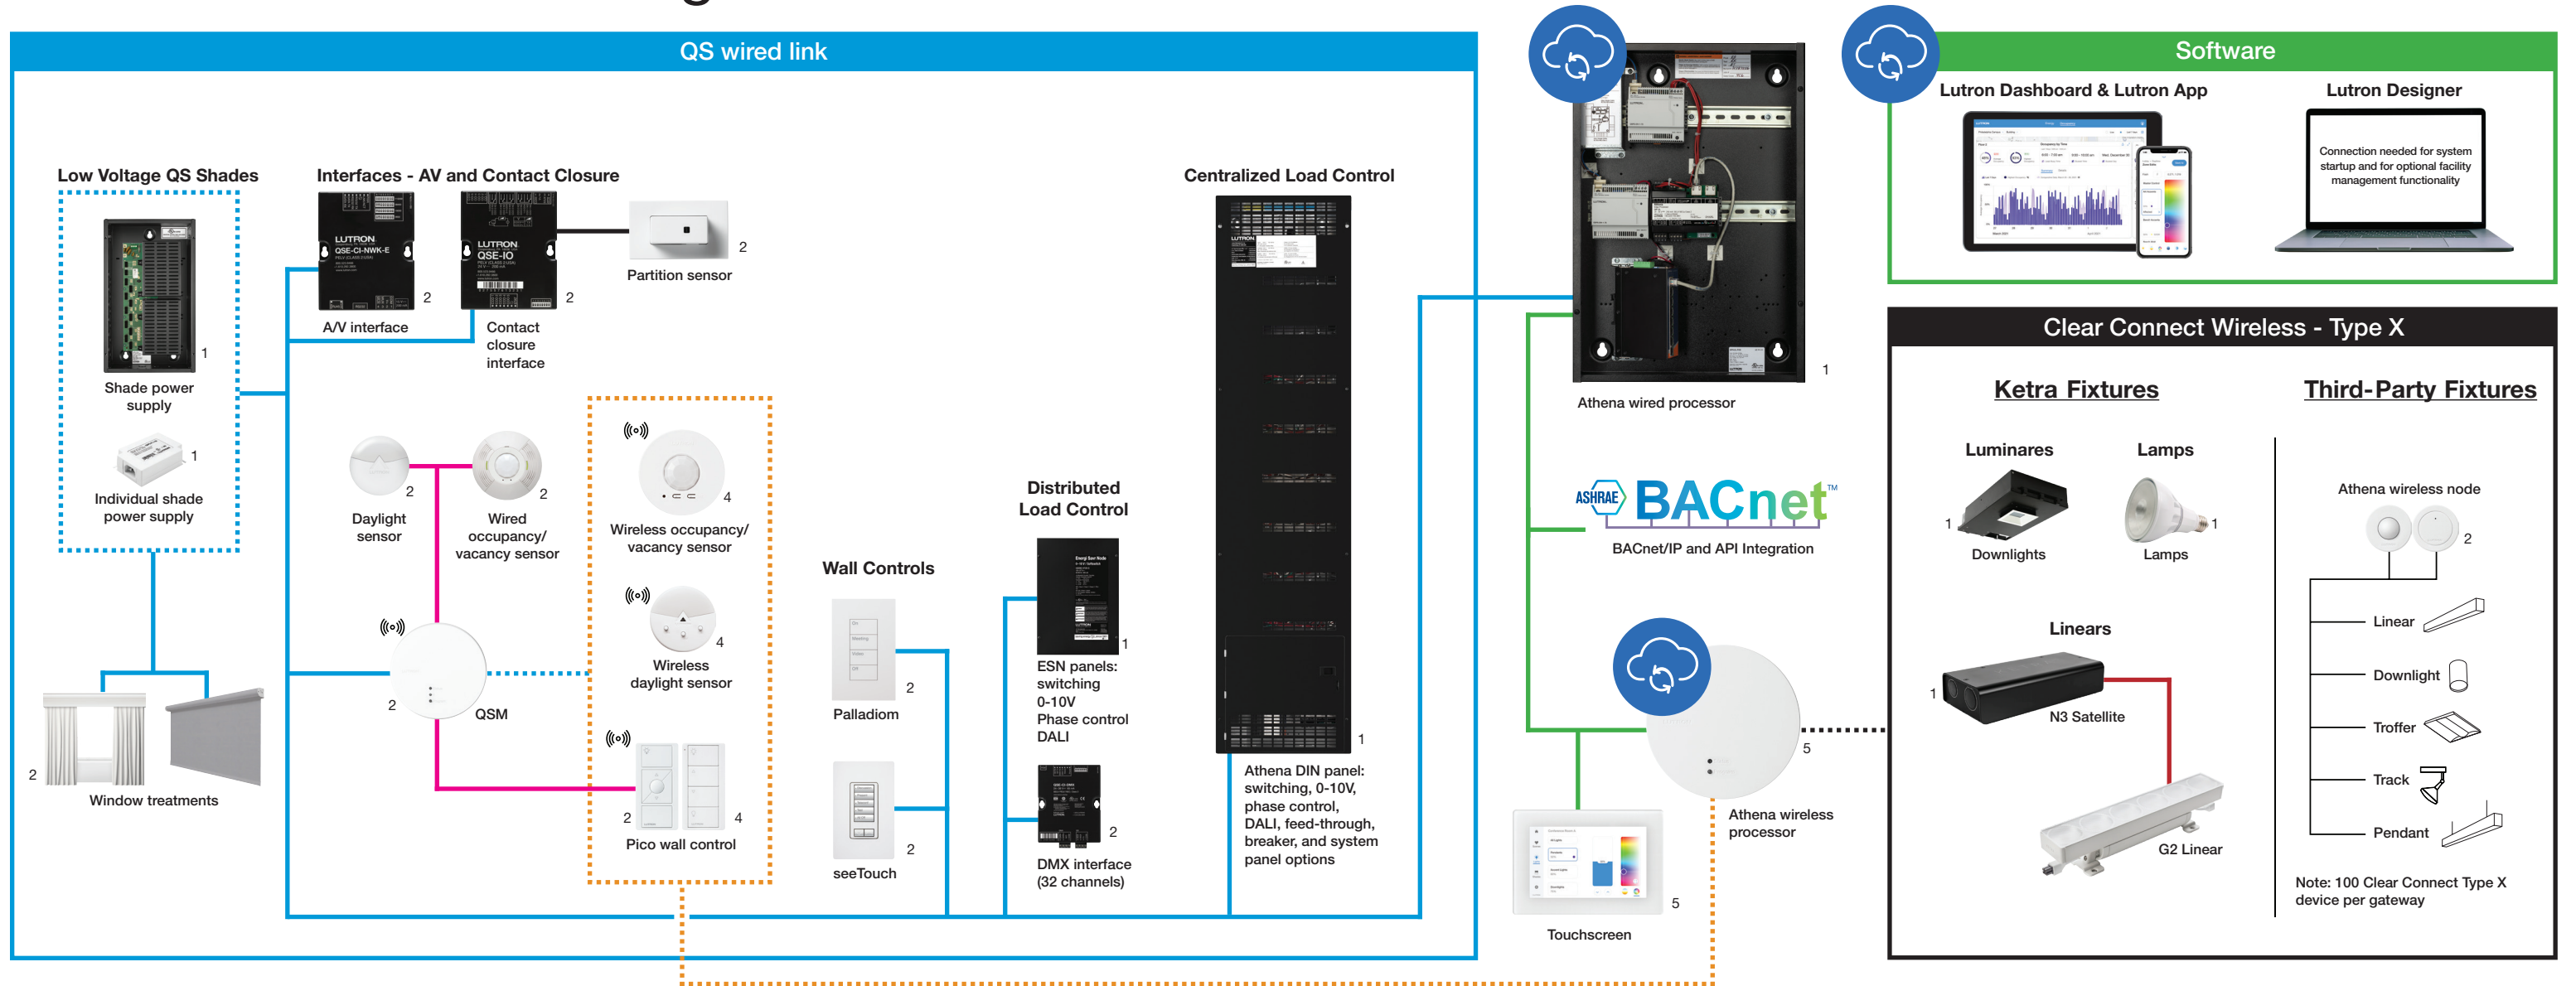 QS wired link
Low Voltage QS Shades
1
Shade power
supply
1
Individual shade
power supply
2
Window treatments
Interfaces - AV and Contact Closure
LUTRON
QSE-CI-NWK-E
2
A/V interface
LUTRON
QSE-IO
2
Contact
closure
interface
2
Partition sensor
2
Daylight
sensor
2
Wired
occupancy/
vacancy sensor
2
QSM
4
Wireless occupancy/
vacancy sensor
4
Wireless
daylight sensor
2
4
Pico wall control
Wall Controls
On
Meeting
Video
Off
2
Palladiom
2
seeTouch
Distributed
Load Control
Energi Savr Node
1
ESN panels:
switching
0-10V
Phase control
DALI
2
DMX interface
(32 channels)
Centralized Load Control
LUTRON
1
Athena DIN panel:
switching, 0-10V,
phase control,
DALI, feed-through,
breaker, and system
panel options
1
Athena wired processor
ASHRAE BACnet™
BACnet/IP and API Integration
5
Athena wireless
processor
5
Touchscreen
Software
Lutron Dashboard & Lutron App
Lutron Designer
Connection needed for system
startup and for optional facility
management functionality
Clear Connect Wireless - Type X
Ketra Fixtures
Luminares
1
Downlights
Lamps
1
Lamps
Linears
1
N3 Satellite
G2 Linear
Third-Party Fixtures
Athena wireless node
2
Linear
Downlight
Troffer
Track
Pendant
Note: 100 Clear Connect Type X
device per gateway